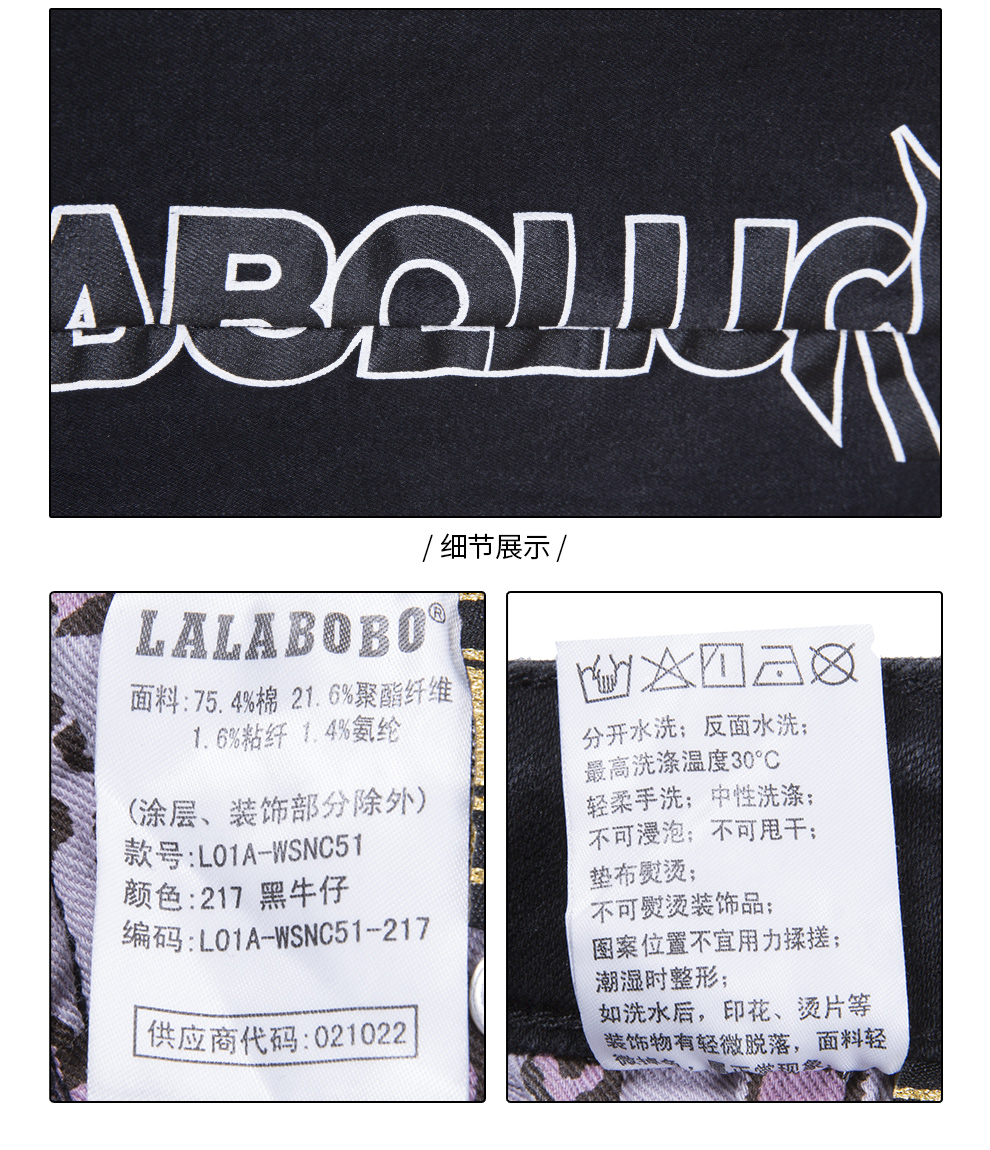 ABOLUC
/ 细节展示 /
LALABOBO®
面料:75.4%棉 21.6%聚酯纤维
1.6%粘纤 1.4%氨纶
(涂层、装饰部分除外)
款号:L01A-WSNC51
颜色:217 黑牛仔
编码:L01A-WSNC51-217
供应商代码:021022
分开水洗；反面水洗；
最高洗涤温度30°C
轻柔手洗；中性洗涤；
不可浸泡；不可甩干；
垫布熨烫；
不可熨烫装饰品；
图案位置不宜用力揉搓；
潮湿时整形；
如洗水后，印花、烫片等
装饰物有轻微脱落，面料轻